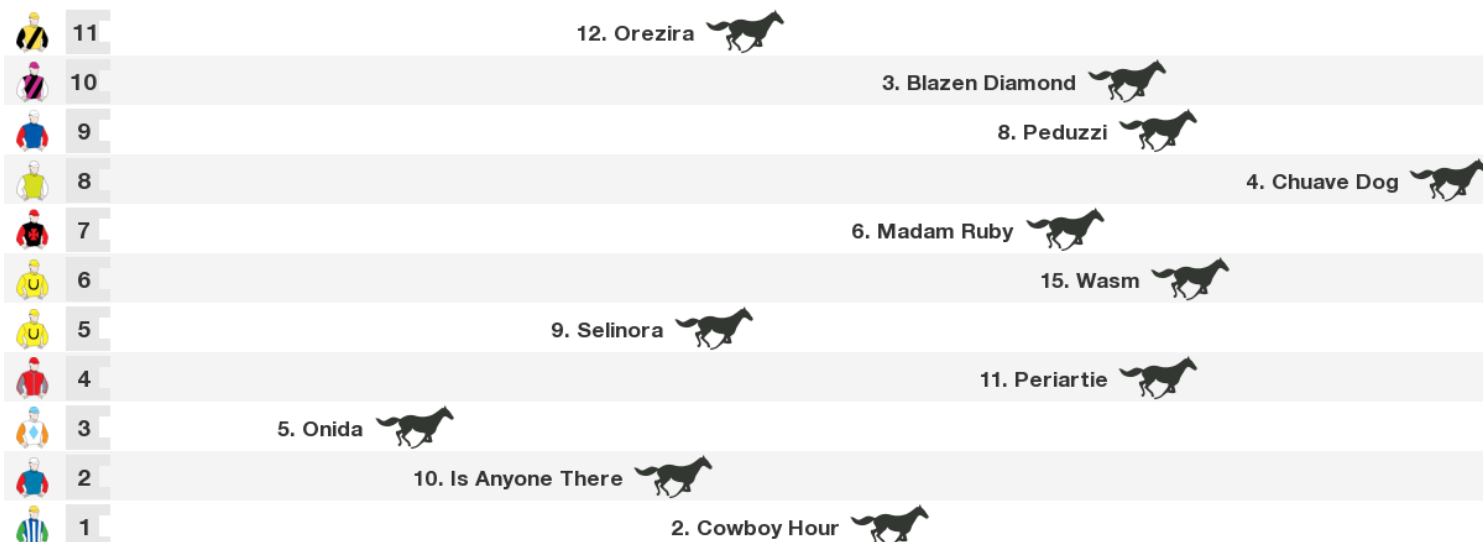 11 12. Orezira
10 3. Blazen Diamond
9 8. Peduzzi
8 4. Chuave Dog
7 6. Madam Ruby
6 15. Wasm
5 9. Selinora
4 11. Periartie
3 5. Onida
2 10. Is Anyone There
1 2. Cowboy Hour